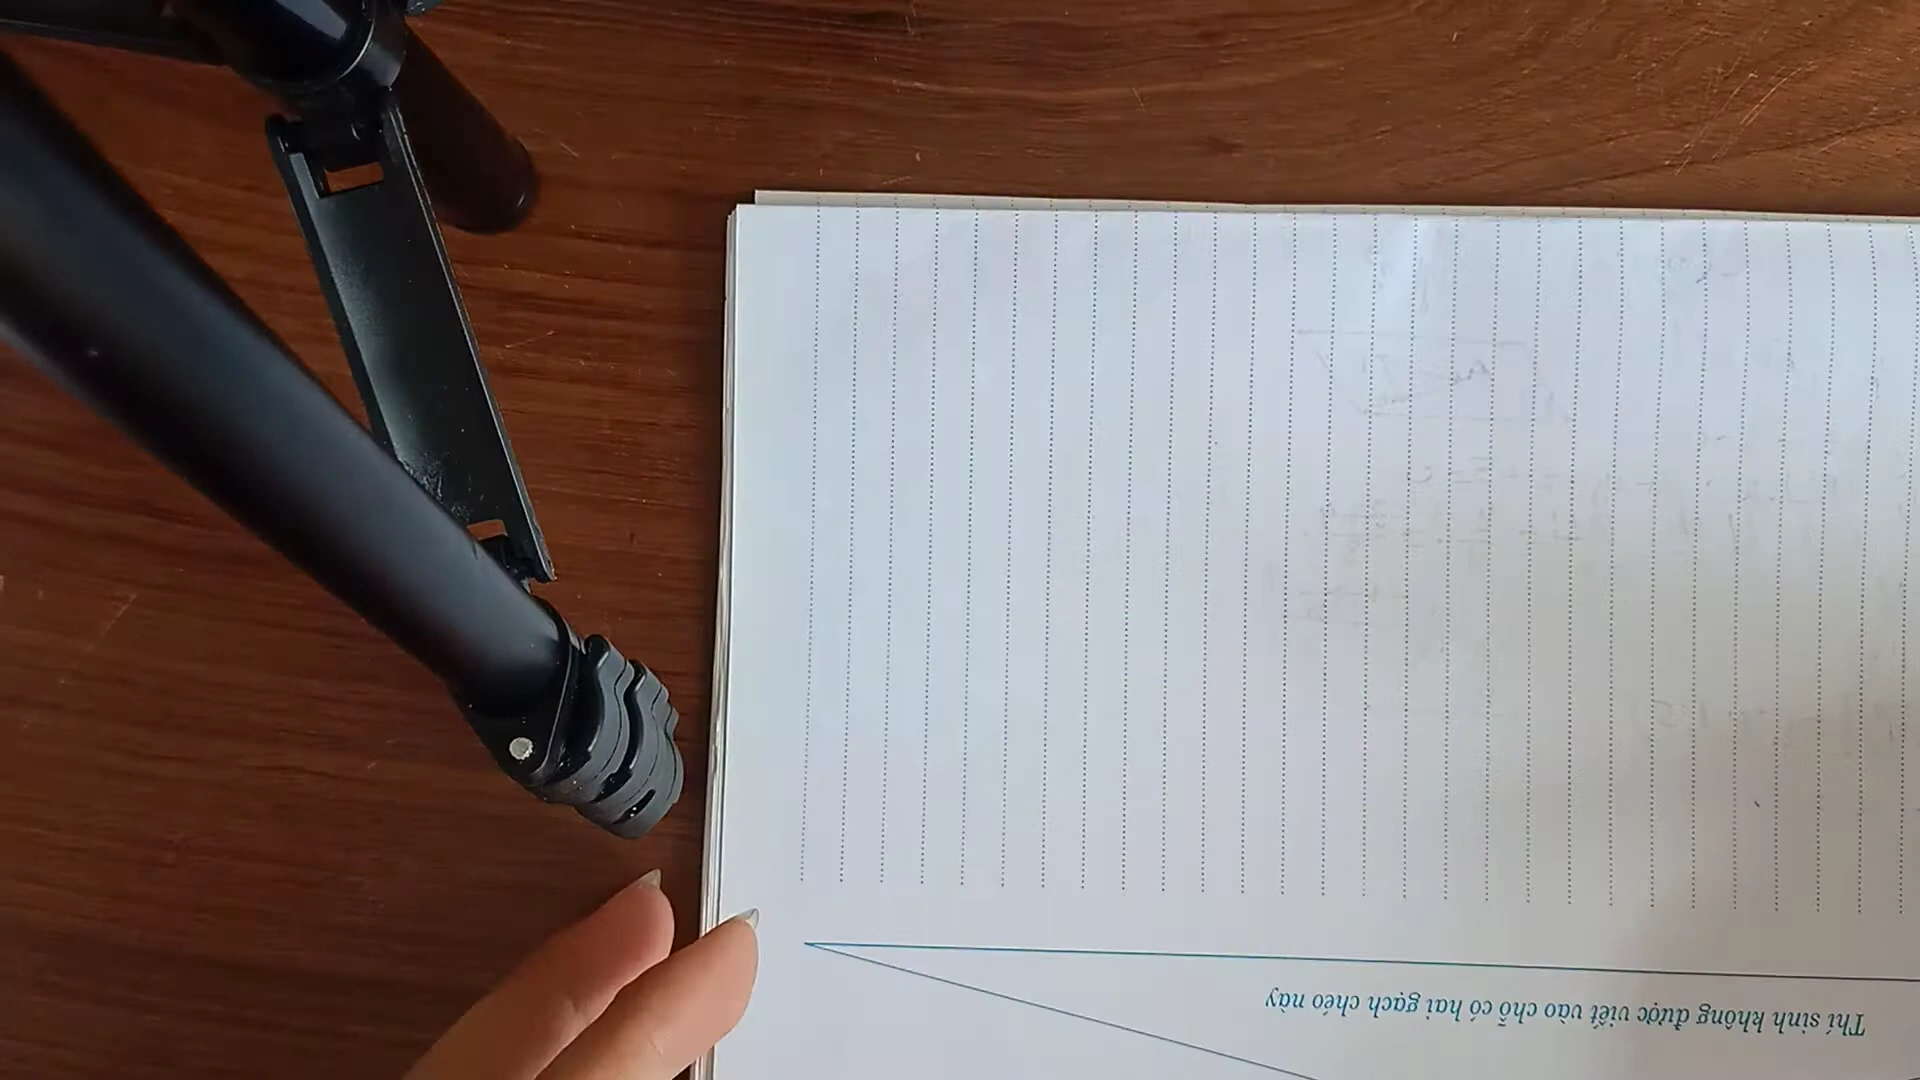 Thí sinh không được viết vào chỗ có hai gạch chéo này